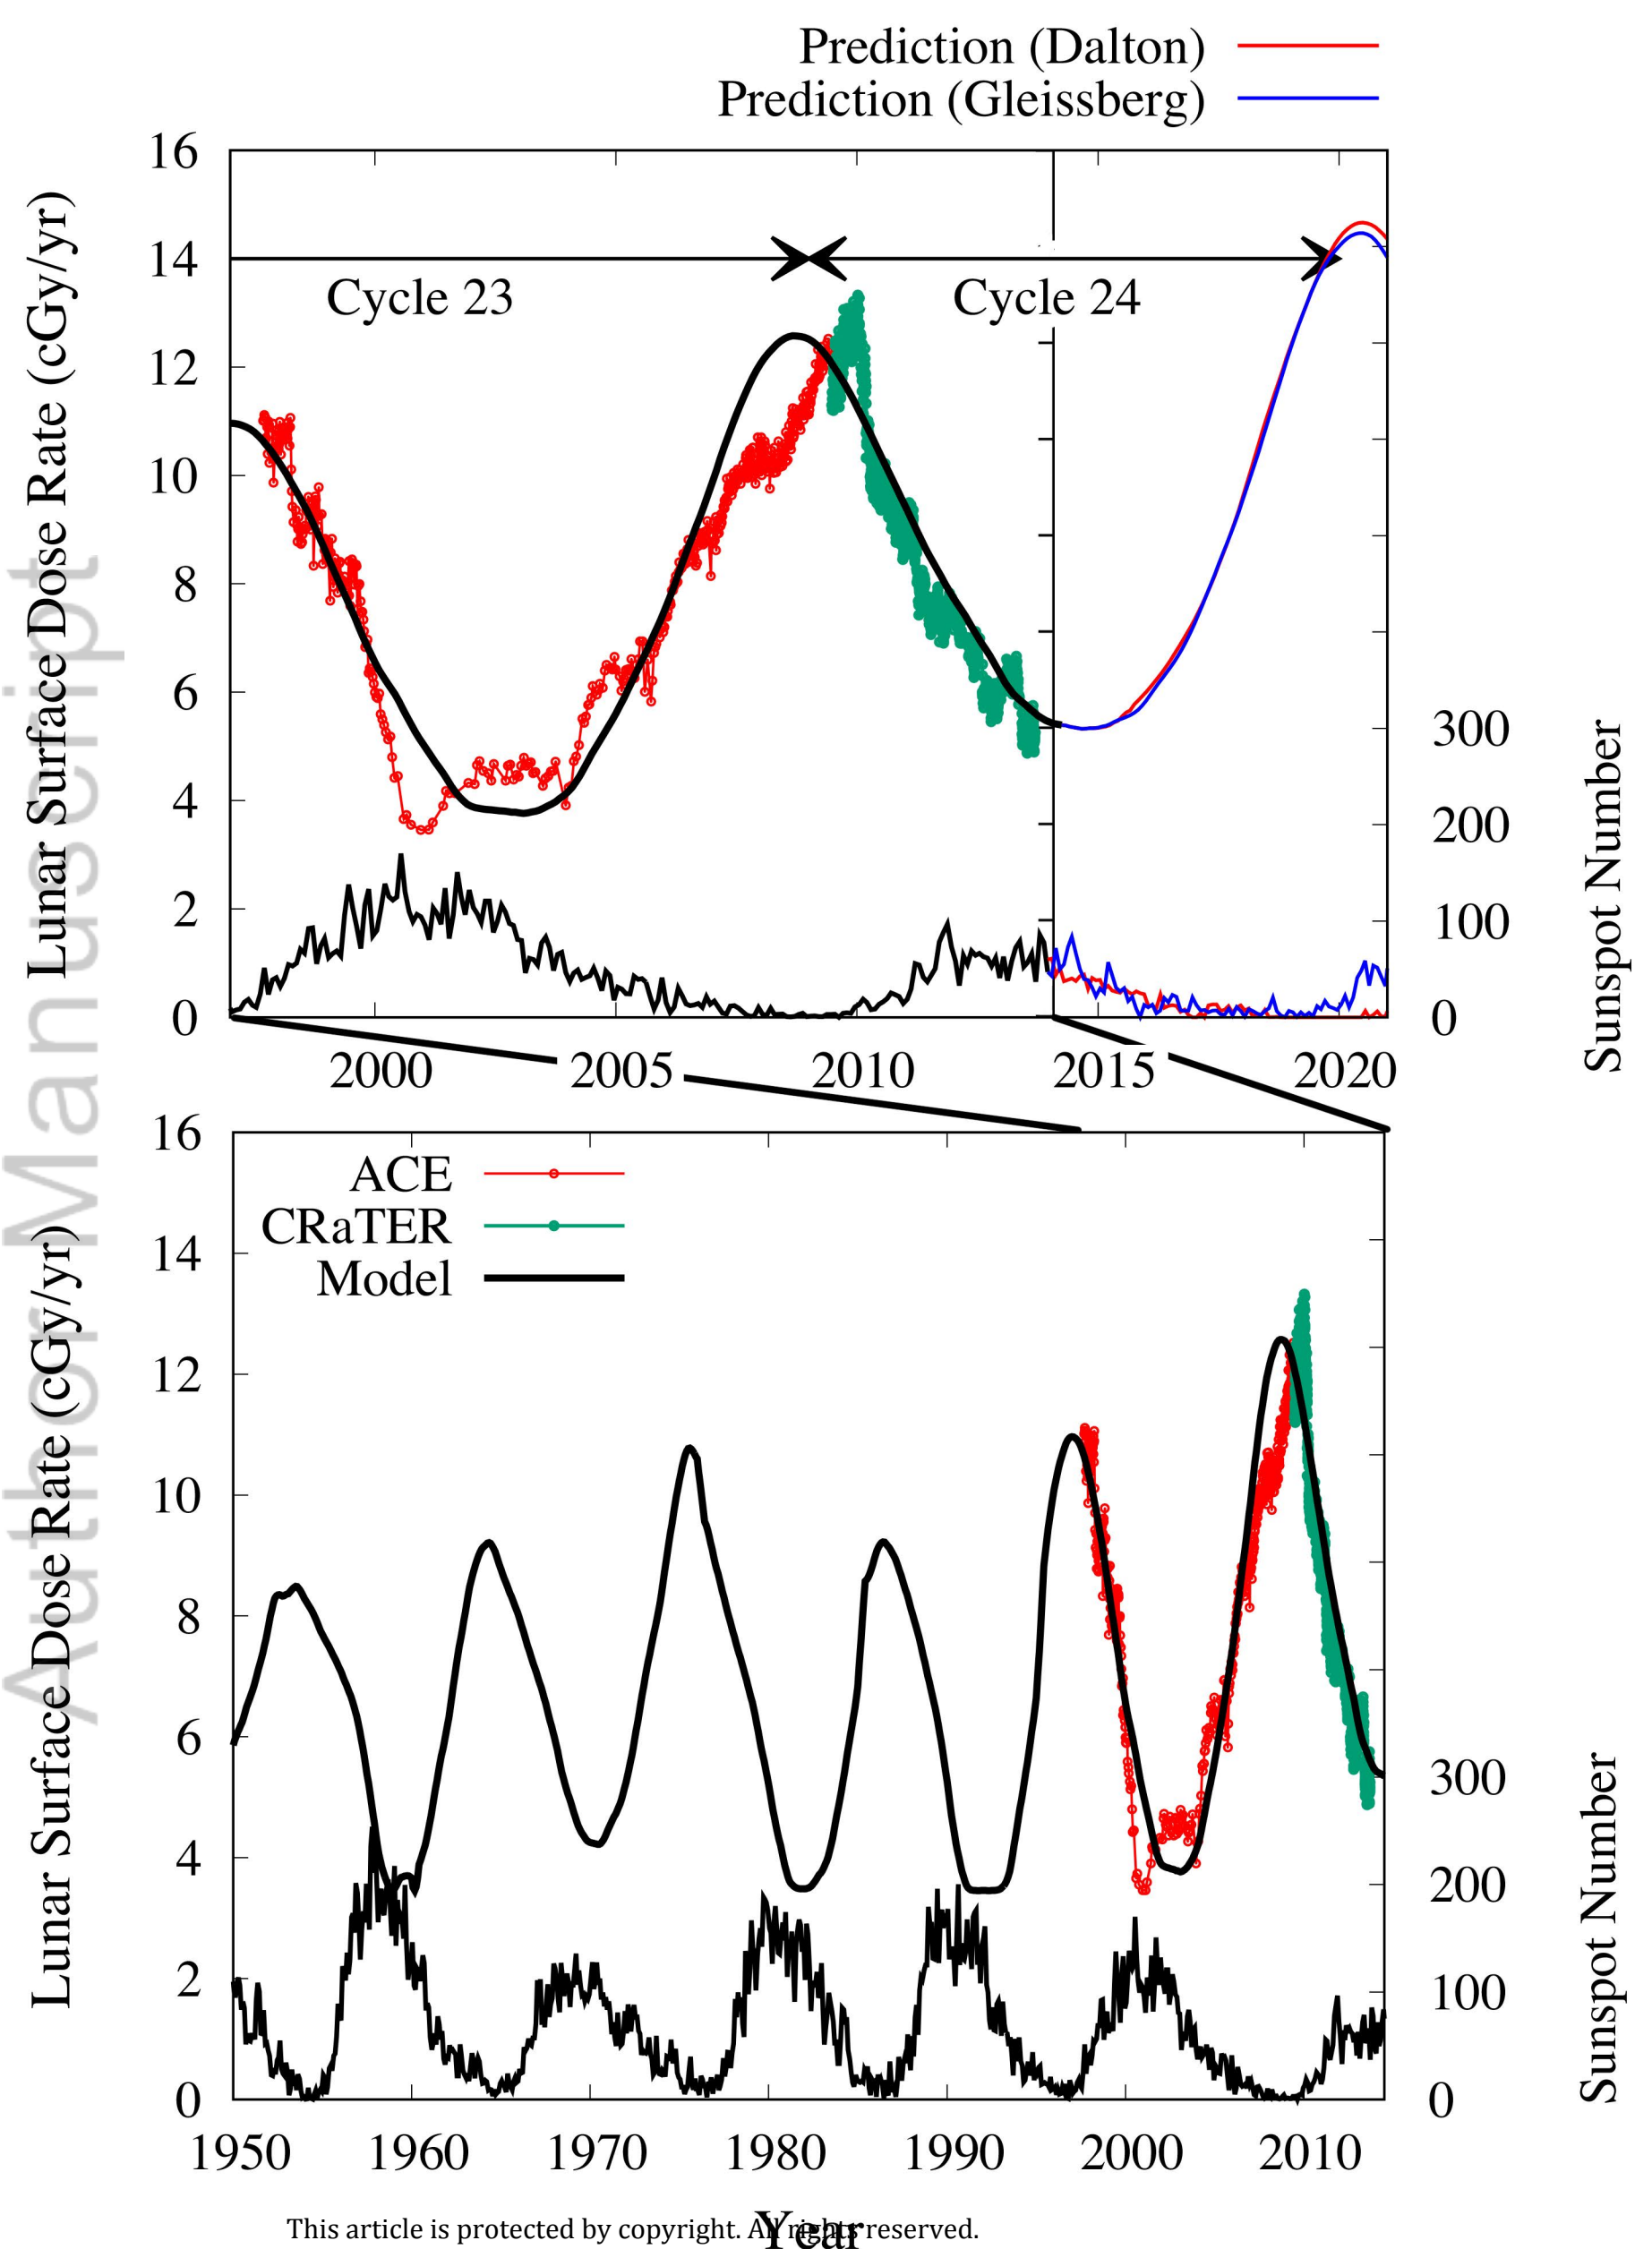 Prediction (Dalton)
Prediction (Gleissberg)
16
14
12
10
8
6
4
2
0
Lunar Surface Dose Rate (cGy/yr)
Cycle 23
Cycle 24
300
200
100
0
Sunspot Number
2000
2005
2010
2015
2020
16
14
12
10
8
6
4
2
0
Lunar Surface Dose Rate (cGy/yr)
ACE
CRaTER
Model
300
200
100
0
Sunspot Number
1950
1960
1970
1980
1990
2000
2010
Year
This article is protected by copyright. All rights reserved.
Author Manuscript